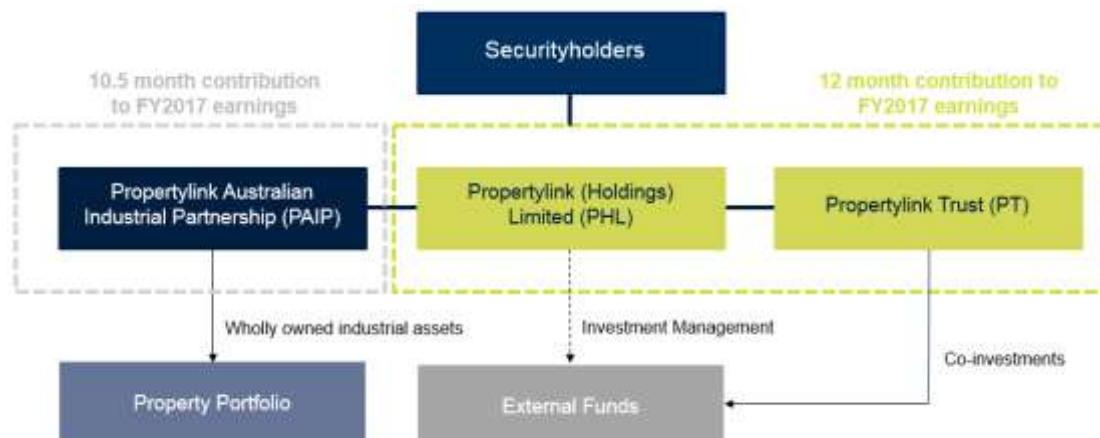 Securityholders
10.5 month contribution
to FY2017 earnings
12 month contribution to
FY2017 earnings
Propertylink Australian
Industrial Partnership (PAIP)
Propertylink (Holdings)
Limited (PHL)
Propertylink Trust (PT)
Wholly owned industrial assets
Investment Management
Co-investments
Property Portfolio
External Funds